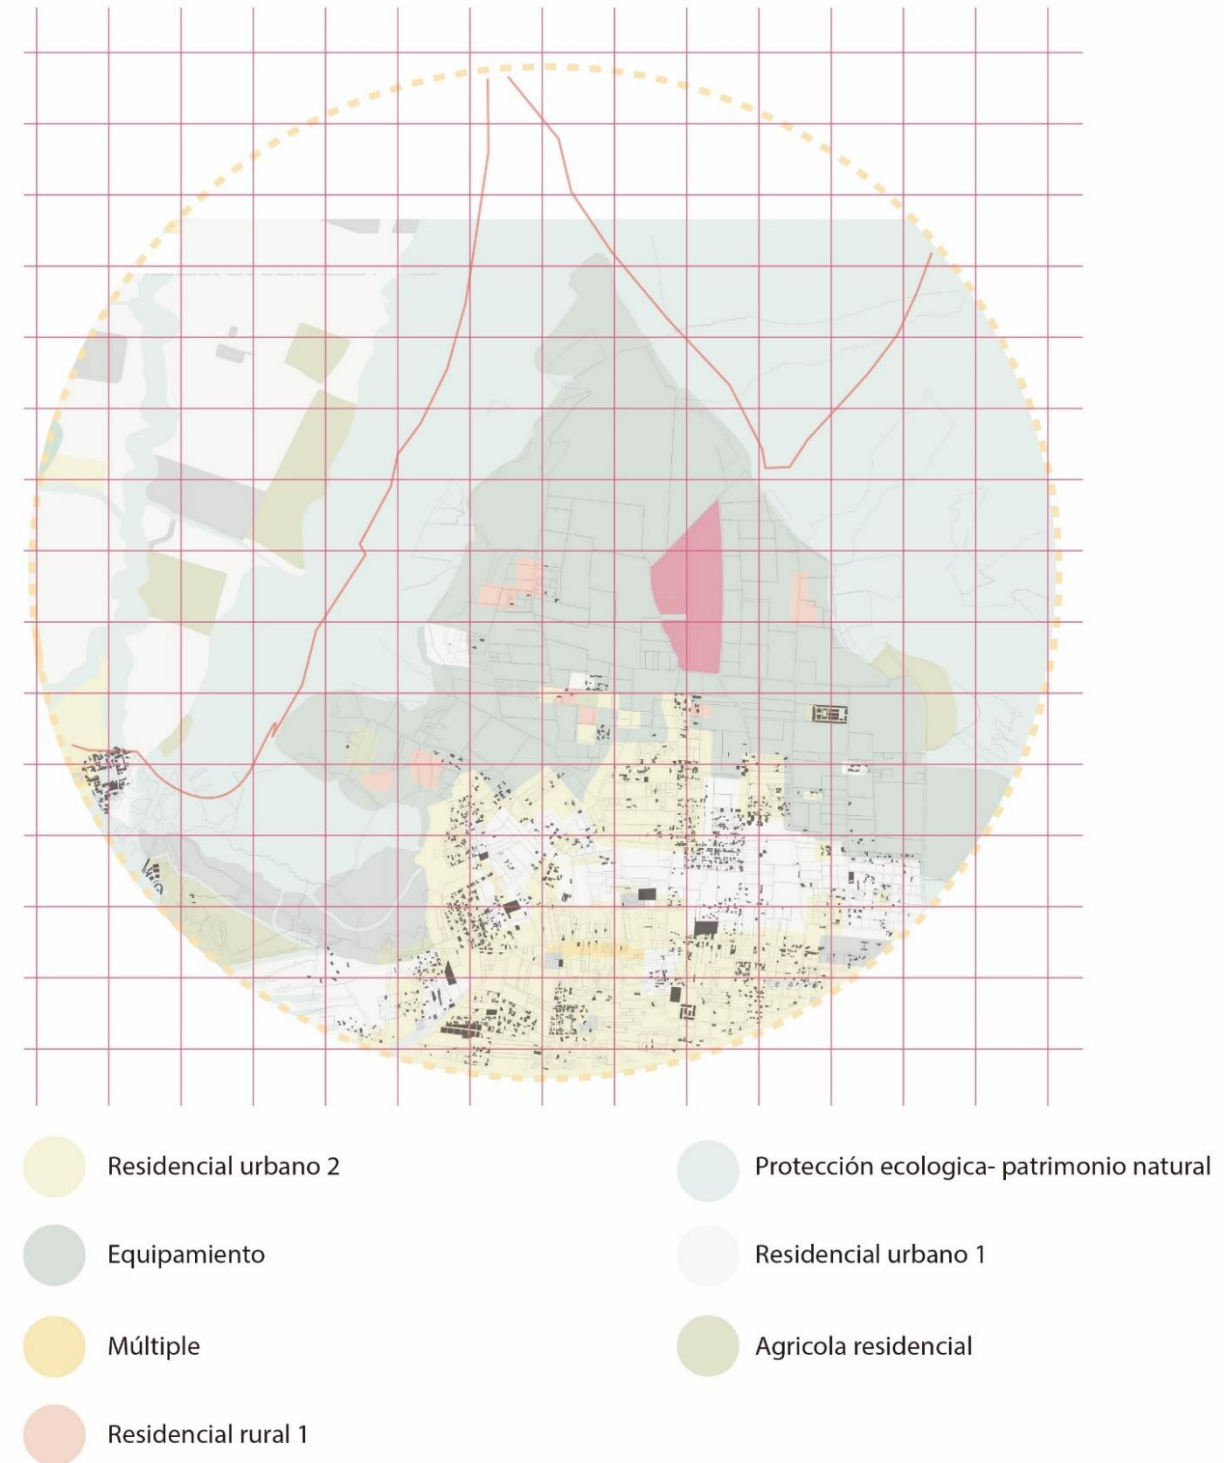 Residencial urbano 2
Equipamiento
Múltiple
Residencial rural 1
Protección ecologica- patrimonio natural
Residencial urbano 1
Agricola residencial